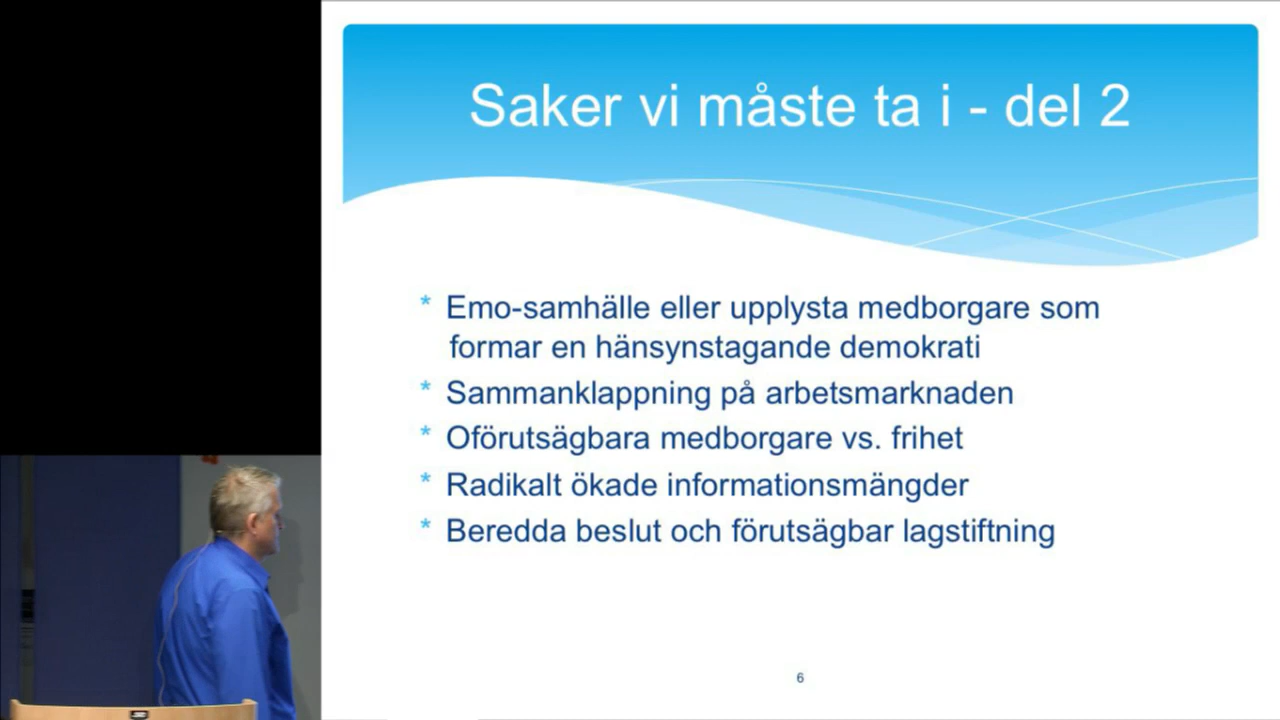 Saker vi måste ta i - del 2
* Emo-samhälle eller upplysta medborgare som
formar en hänsynstagande demokrati
* Sammanklappning på arbetsmarknaden
* Oförutsägbara medborgare vs. frihet
* Radikalt ökade informationsmängder
* Beredda beslut och förutsägbar lagstiftning
6